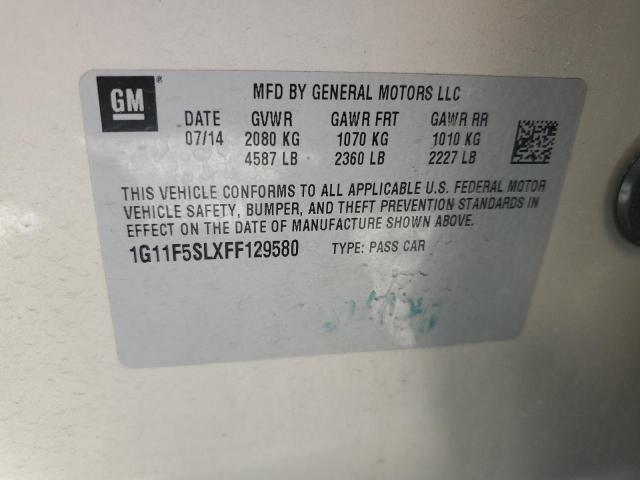 GM ®
MFD BY GENERAL MOTORS LLC
DATE GVWR GAWR FRT GAWR RR
07/14 2080 KG 1070 KG 1010 KG
4587 LB 2360 LB 2227 LB
THIS VEHICLE CONFORMS TO ALL APPLICABLE U.S. FEDERAL MOTOR
VEHICLE SAFETY, BUMPER, AND THEFT PREVENTION STANDARDS IN
EFFECT ON THE DATE OF MANUFACTURE SHOWN ABOVE.
1G11F5SLXFF129580 TYPE: PASS CAR